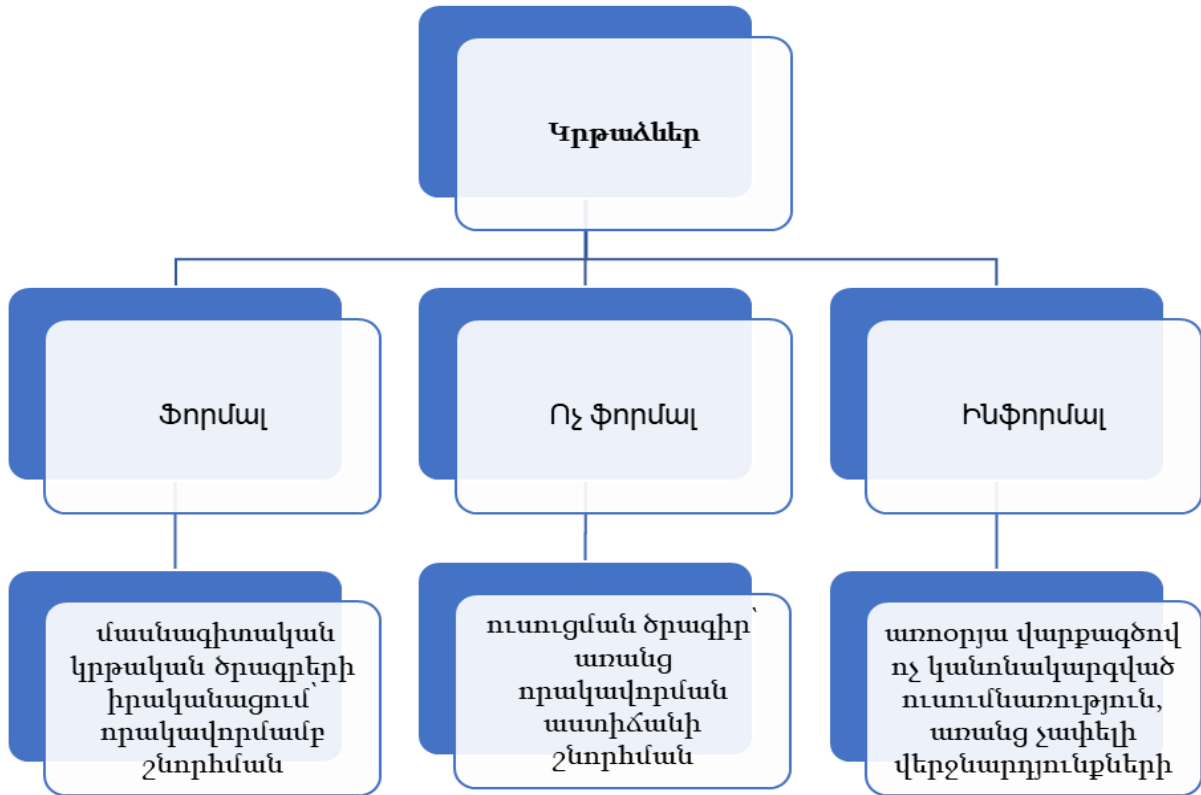 Կրթաձևեր
Ֆորմալ
Ոչ ֆորմալ
Ինֆորմալ
մասնագիտական
կրթական ծրագրերի
իրականացում՝
որակավորմամբ
շնորհման
ուսուցման ծրագիր՝
առանց
որակավորման
աստիճանի
շնորհման
առօրյա վարքագծով
ոչ կանոնակարգված
ուսումնառություն,
առանց չափելի
վերջնարդյունքների